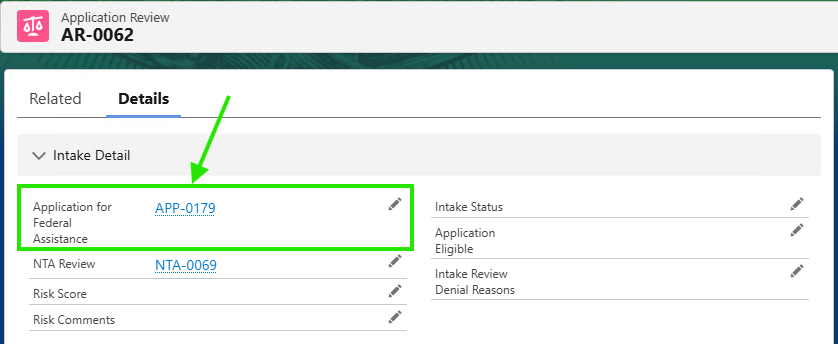 Application Review
AR-0062
Related
Details
Intake Detail
Application for
Federal
Assistance
APP-0179
NTA Review
NTA-0069
Risk Score
Risk Comments
Intake Status
Application
Eligible
Intake Review
Denial Reasons